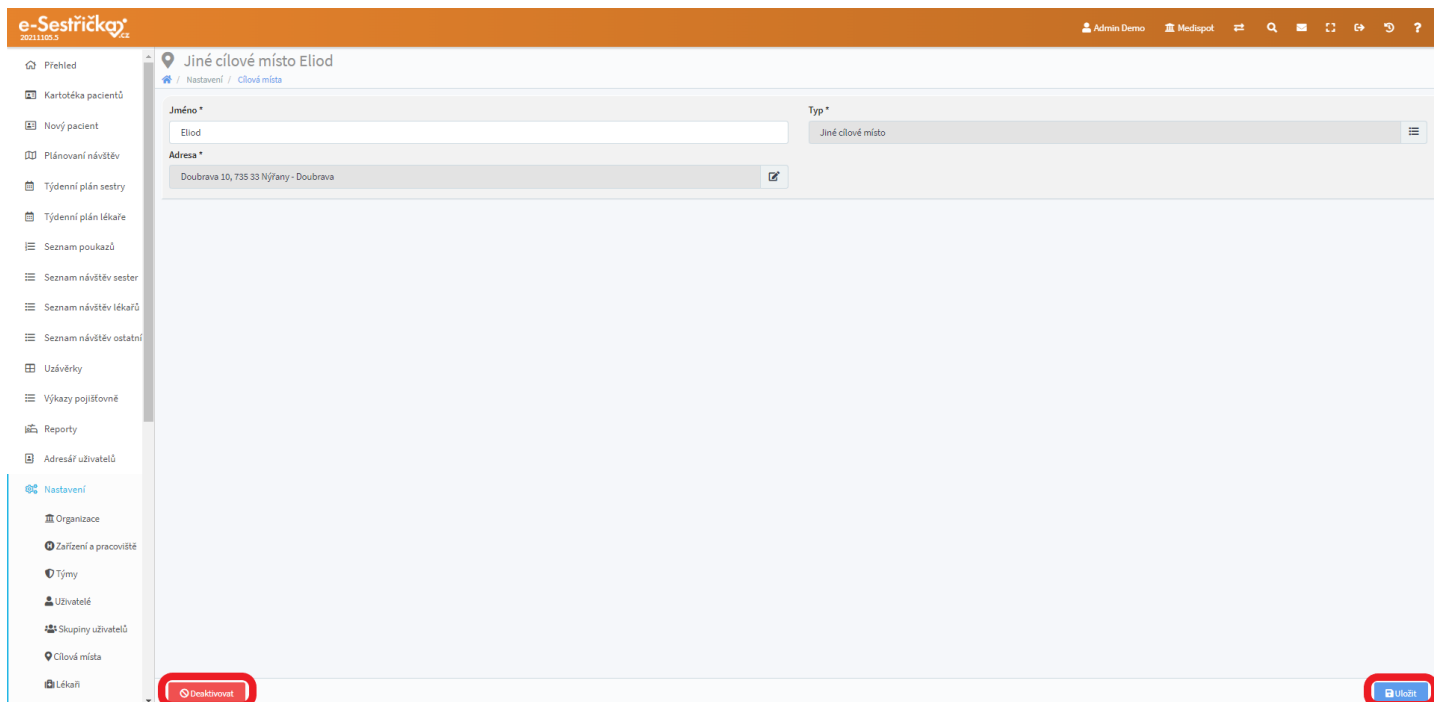 e-Sestřička.cz
20211105.5
Admin Demo
Medispot
?
Přehled
Kartotéka pacientů
Nový pacient
Plánovaní návštěv
Týdenní plán sestry
Týdenní plán lékaře
Seznam poukazů
Seznam návštěv sester
Seznam návštěv lékařů
Seznam návštěv ostatní
Uzávěrky
Výkazy pojišťovně
Reporty
Adresář uživatelů
Nastavení
Organizace
Zařízení a pracoviště
Týmy
Uživatelé
Skupiny uživatelů
Cílová místa
Lékaři
Jiné cílové místo Eliod
/ Nastavení / Cílová místa
Jméno *
Eliod
Typ *
Jiné cílové místo
Adresa *
Doubrava 10, 735 33 Nýřany - Doubrava
Deaktivovat
Uložit